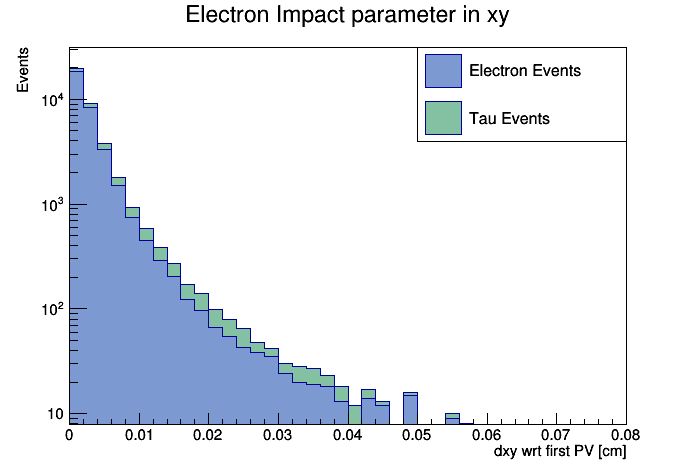 Electron Impact parameter in xy
Events
Electron Events
Tau Events
10⁴
10³
10²
10
0 0.01 0.02 0.03 0.04 0.05 0.06 0.07 0.08
dxy wrt first PV [cm]